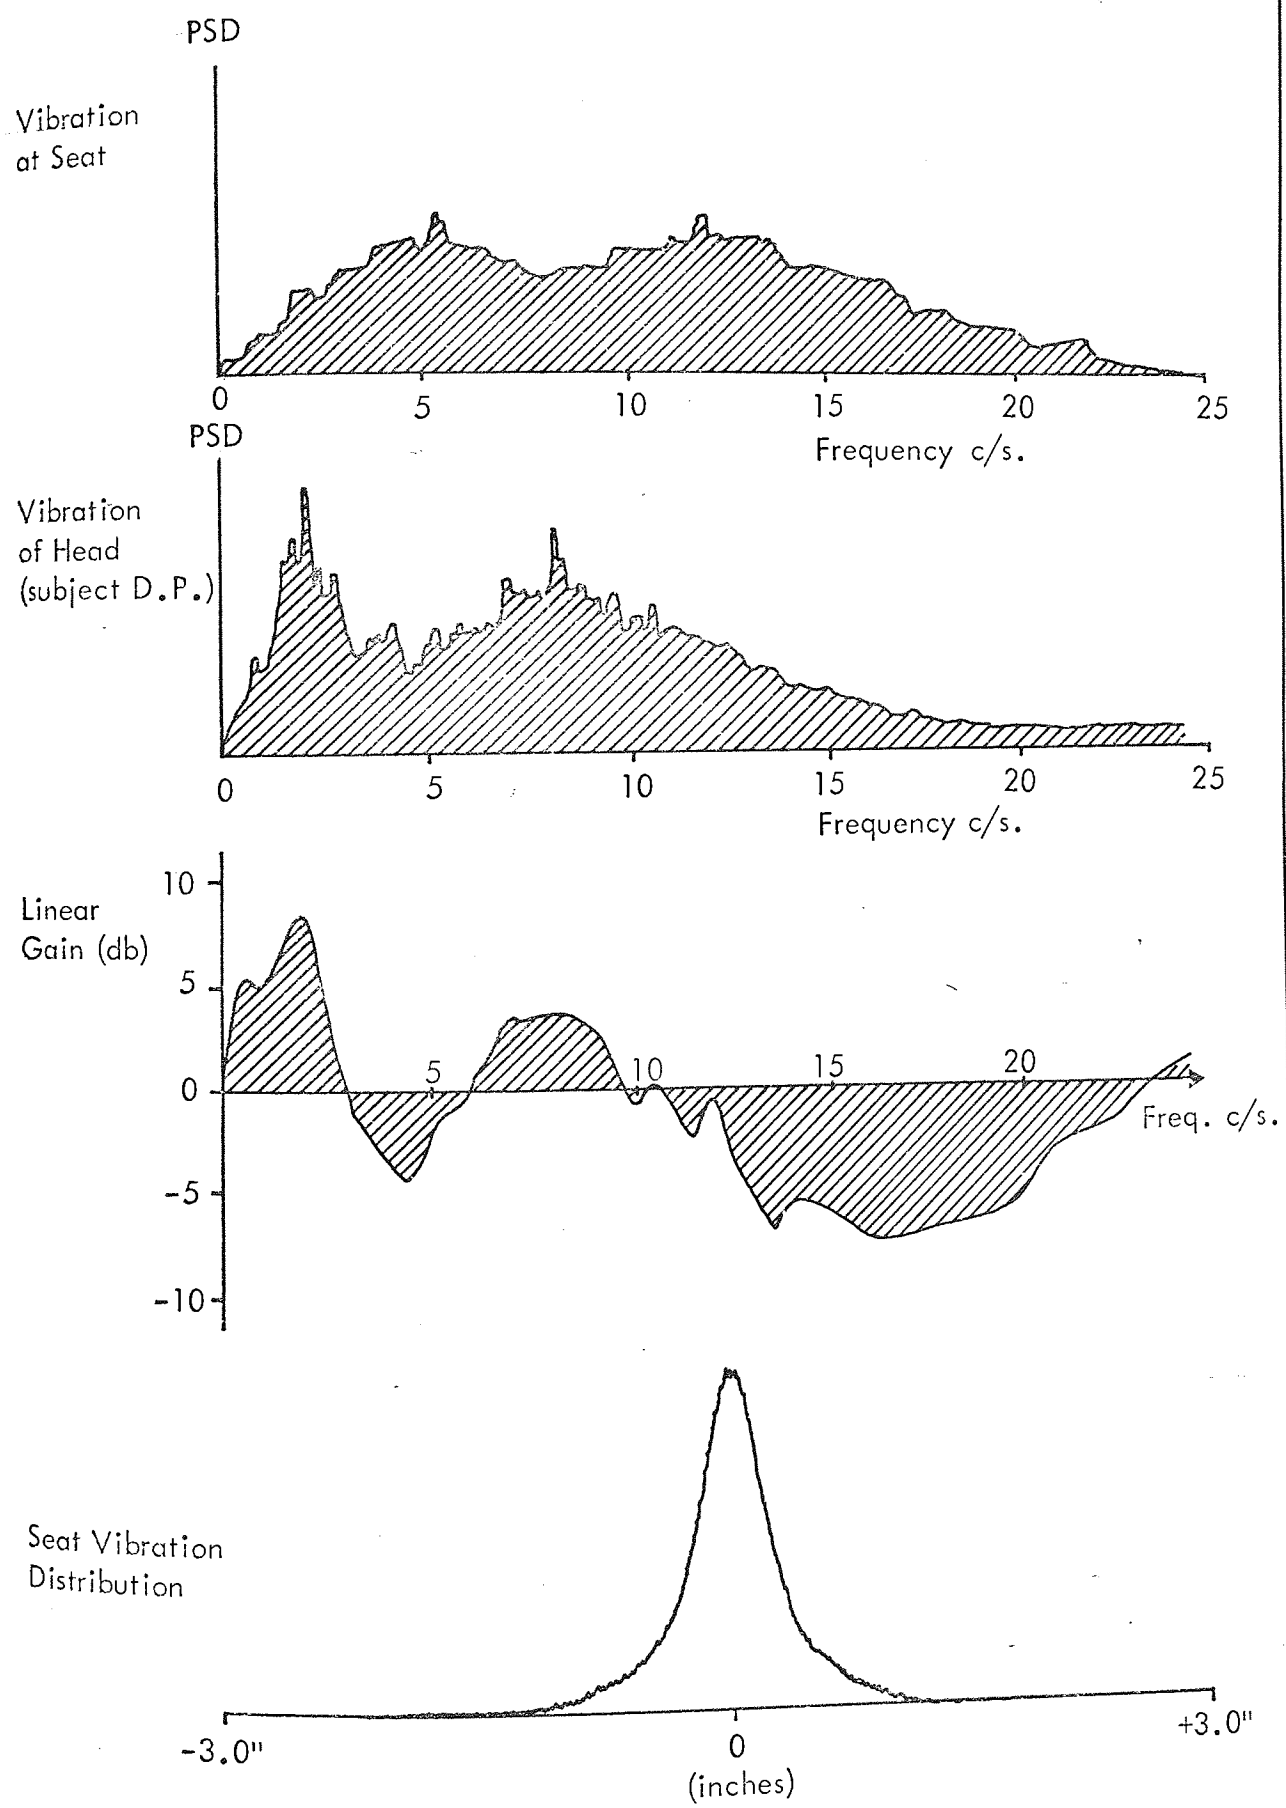 PSD
Vibration
at Seat
0 5 10 15 20 25
Frequency c/s.
PSD
Vibration
of Head
(subject D.P.)
0 5 10 15 20 25
Frequency c/s.
Linear
Gain (db)
10
5
0
-5
-10
5 10 15 20
Freq. c/s.
Seat Vibration
Distribution
-3.0" 0 +3.0"
(inches)